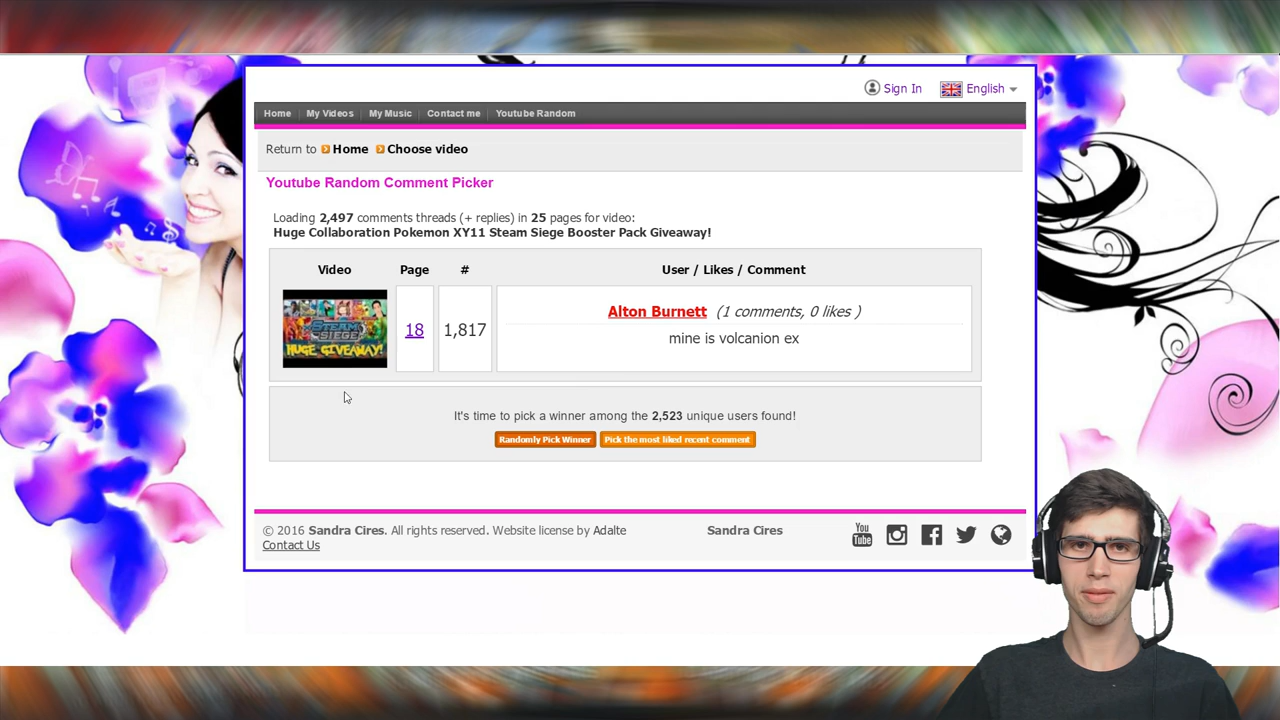 Sign In English
Home My Videos My Music Contact me Youtube Random
Return to Home Choose video
Youtube Random Comment Picker
Loading 2,497 comments threads (+ replies) in 25 pages for video:
Huge Collaboration Pokemon XY11 Steam Siege Booster Pack Giveaway!
Video Page # User / Likes / Comment
STEAM
SIEGE
HUGE GIVEAWAY!
18 1,817
Alton Burnett (1 comments, 0 likes )
mine is volcanion ex
It's time to pick a winner among the 2,523 unique users found!
Randomly Pick Winner Pick the most liked recent comment
© 2016 Sandra Cires. All rights reserved. Website license by Adalte
Contact Us
Sandra Cires
You
Tube